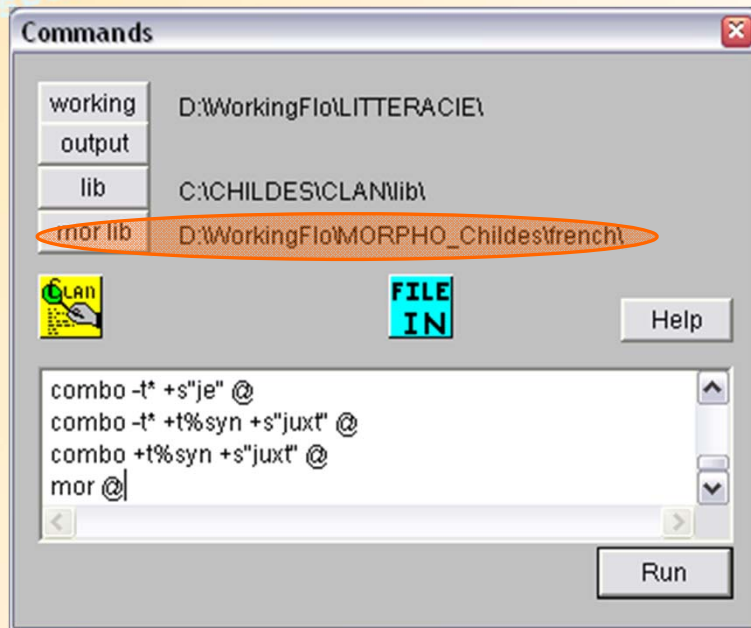 Commands
working D:\WorkingFlo\LITTERACIE\
output
lib C:\CHILDES\CLAN\lib\
mor lib D:\WorkingFlo\MORPHO_Childes\french\
CLAN
FILE
IN
Help
combo -t* +s"je" @
combo -t* +t%syn +s"juxt" @
combo +t%syn +s"juxt" @
mor @
Run